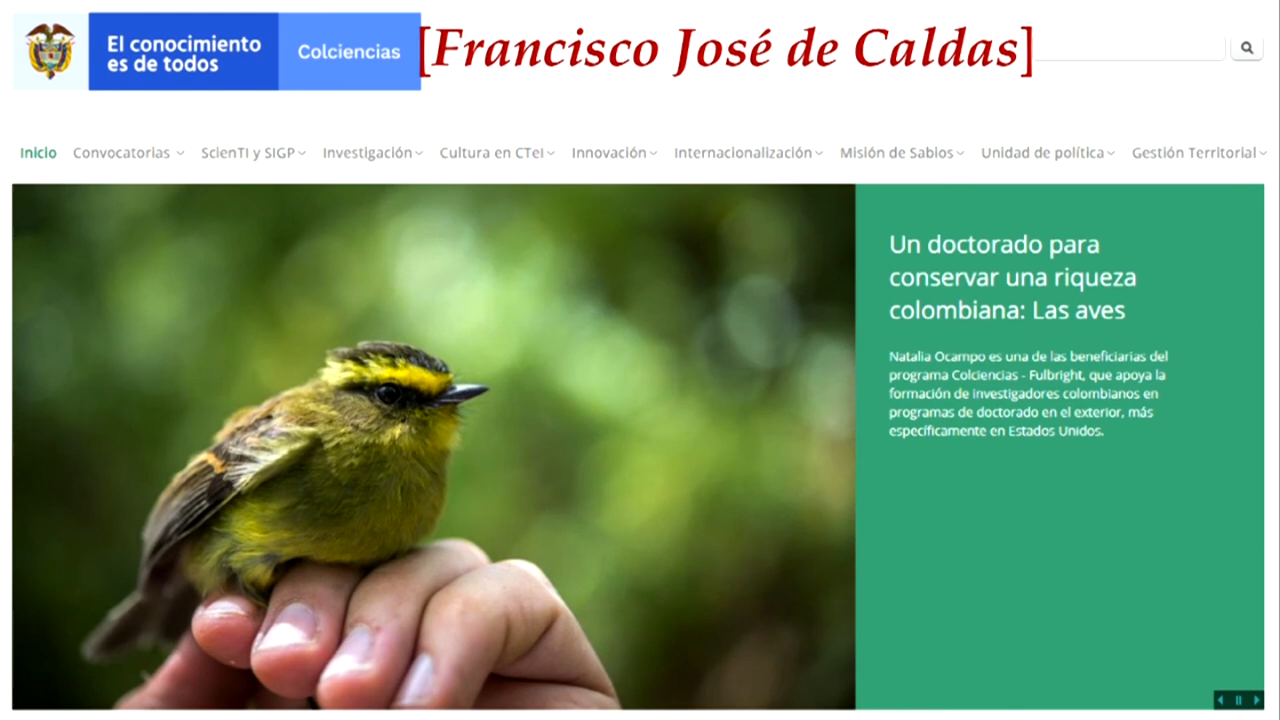 El conocimiento
es de todos
Colciencias
[Francisco José de Caldas]
Inicio Convocatorias ScienTI y SIGP Investigación Cultura en CTeI Innovación Internacionalización Misión de Sabios Unidad de política Gestión Territorial
Un doctorado para
conservar una riqueza
colombiana: Las aves
Natalia Ocampo es una de las beneficiarias del
programa Colciencias - Fulbright, que apoya la
formación de investigadores colombianos en
programas de doctorado en el exterior, más
específicamente en Estados Unidos.